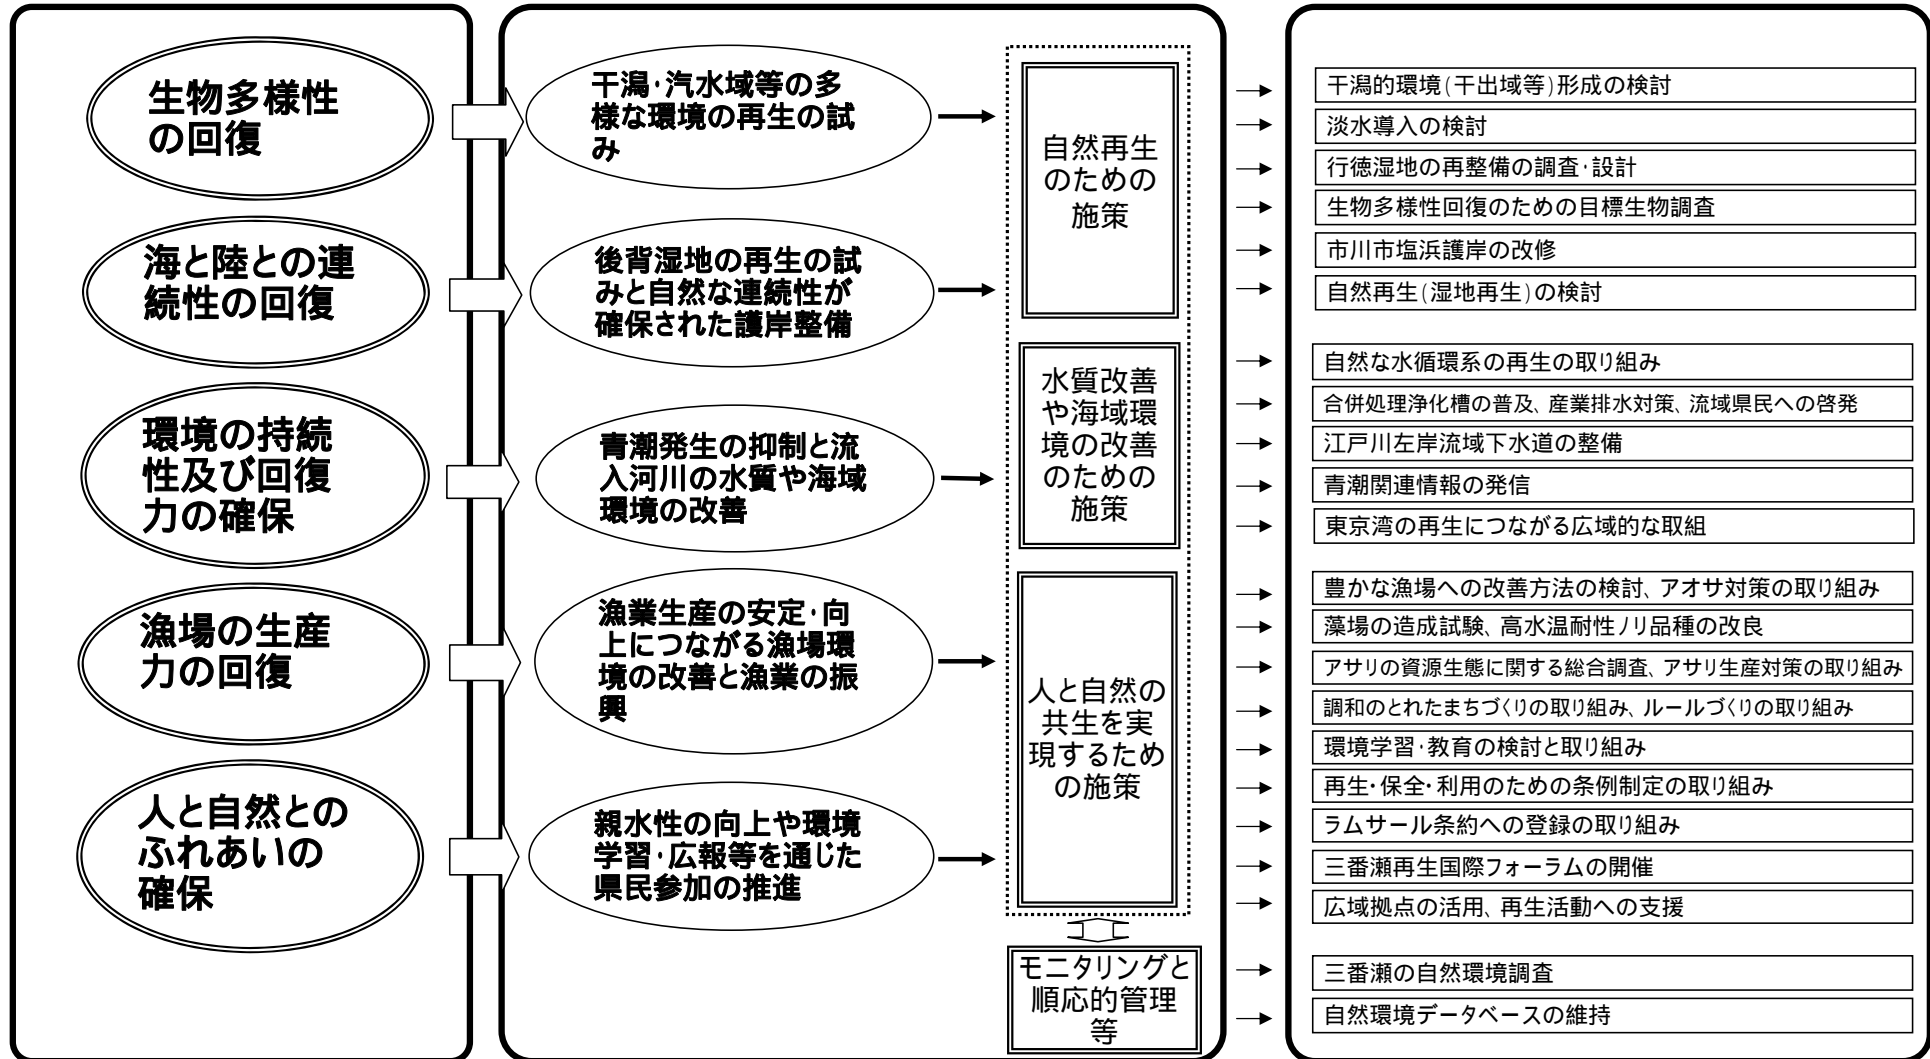 生物多様性
の回復
海と陸との連
続性の回復
環境の持続
性及び回復
力の確保
漁場の生産
力の回復
人と自然との
ふれあいの
確保
干潟・汽水域等の多
様な環境の再生の試
み
後背湿地の再生の試
みと自然な連続性が
確保された護岸整備
青潮発生の抑制と流
入河川の水質や海域
環境の改善
漁業生産の安定・向
上につながる漁場環
境の改善と漁業の振
興
親水性の向上や環境
学習・広報等を通じた
県民参加の推進
自然再生
のための
施策
水質改善
や海域環
境の改善
のための
施策
人と自然の
共生を実
現するため
の施策
モニタリングと
順応的管理
等
干潟的環境(干出域等)形成の検討
淡水導入の検討
行徳湿地の再整備の調査・設計
生物多様性回復のための目標生物調査
市川市塩浜護岸の改修
自然再生(湿地再生)の検討
自然な水循環系の再生の取り組み
合併処理浄化槽の普及、産業排水対策、流域県民への啓発
江戸川左岸流域下水道の整備
青潮関連情報の発信
東京湾の再生につながる広域的な取組
豊かな漁場への改善方法の検討、アオサ対策の取り組み
藻場の造成試験、高水温耐性ノリ品種の改良
アサリの資源生態に関する総合調査、アサリ生産対策の取り組み
調和のとれたまちづくりの取り組み、ルールづくりの取り組み
環境学習・教育の検討と取り組み
再生・保全・利用のための条例制定の取り組み
ラムサール条約への登録の取り組み
三番瀬再生国際フォーラムの開催
広域拠点の活用、再生活動への支援
三番瀬の自然環境調査
自然環境データベースの維持